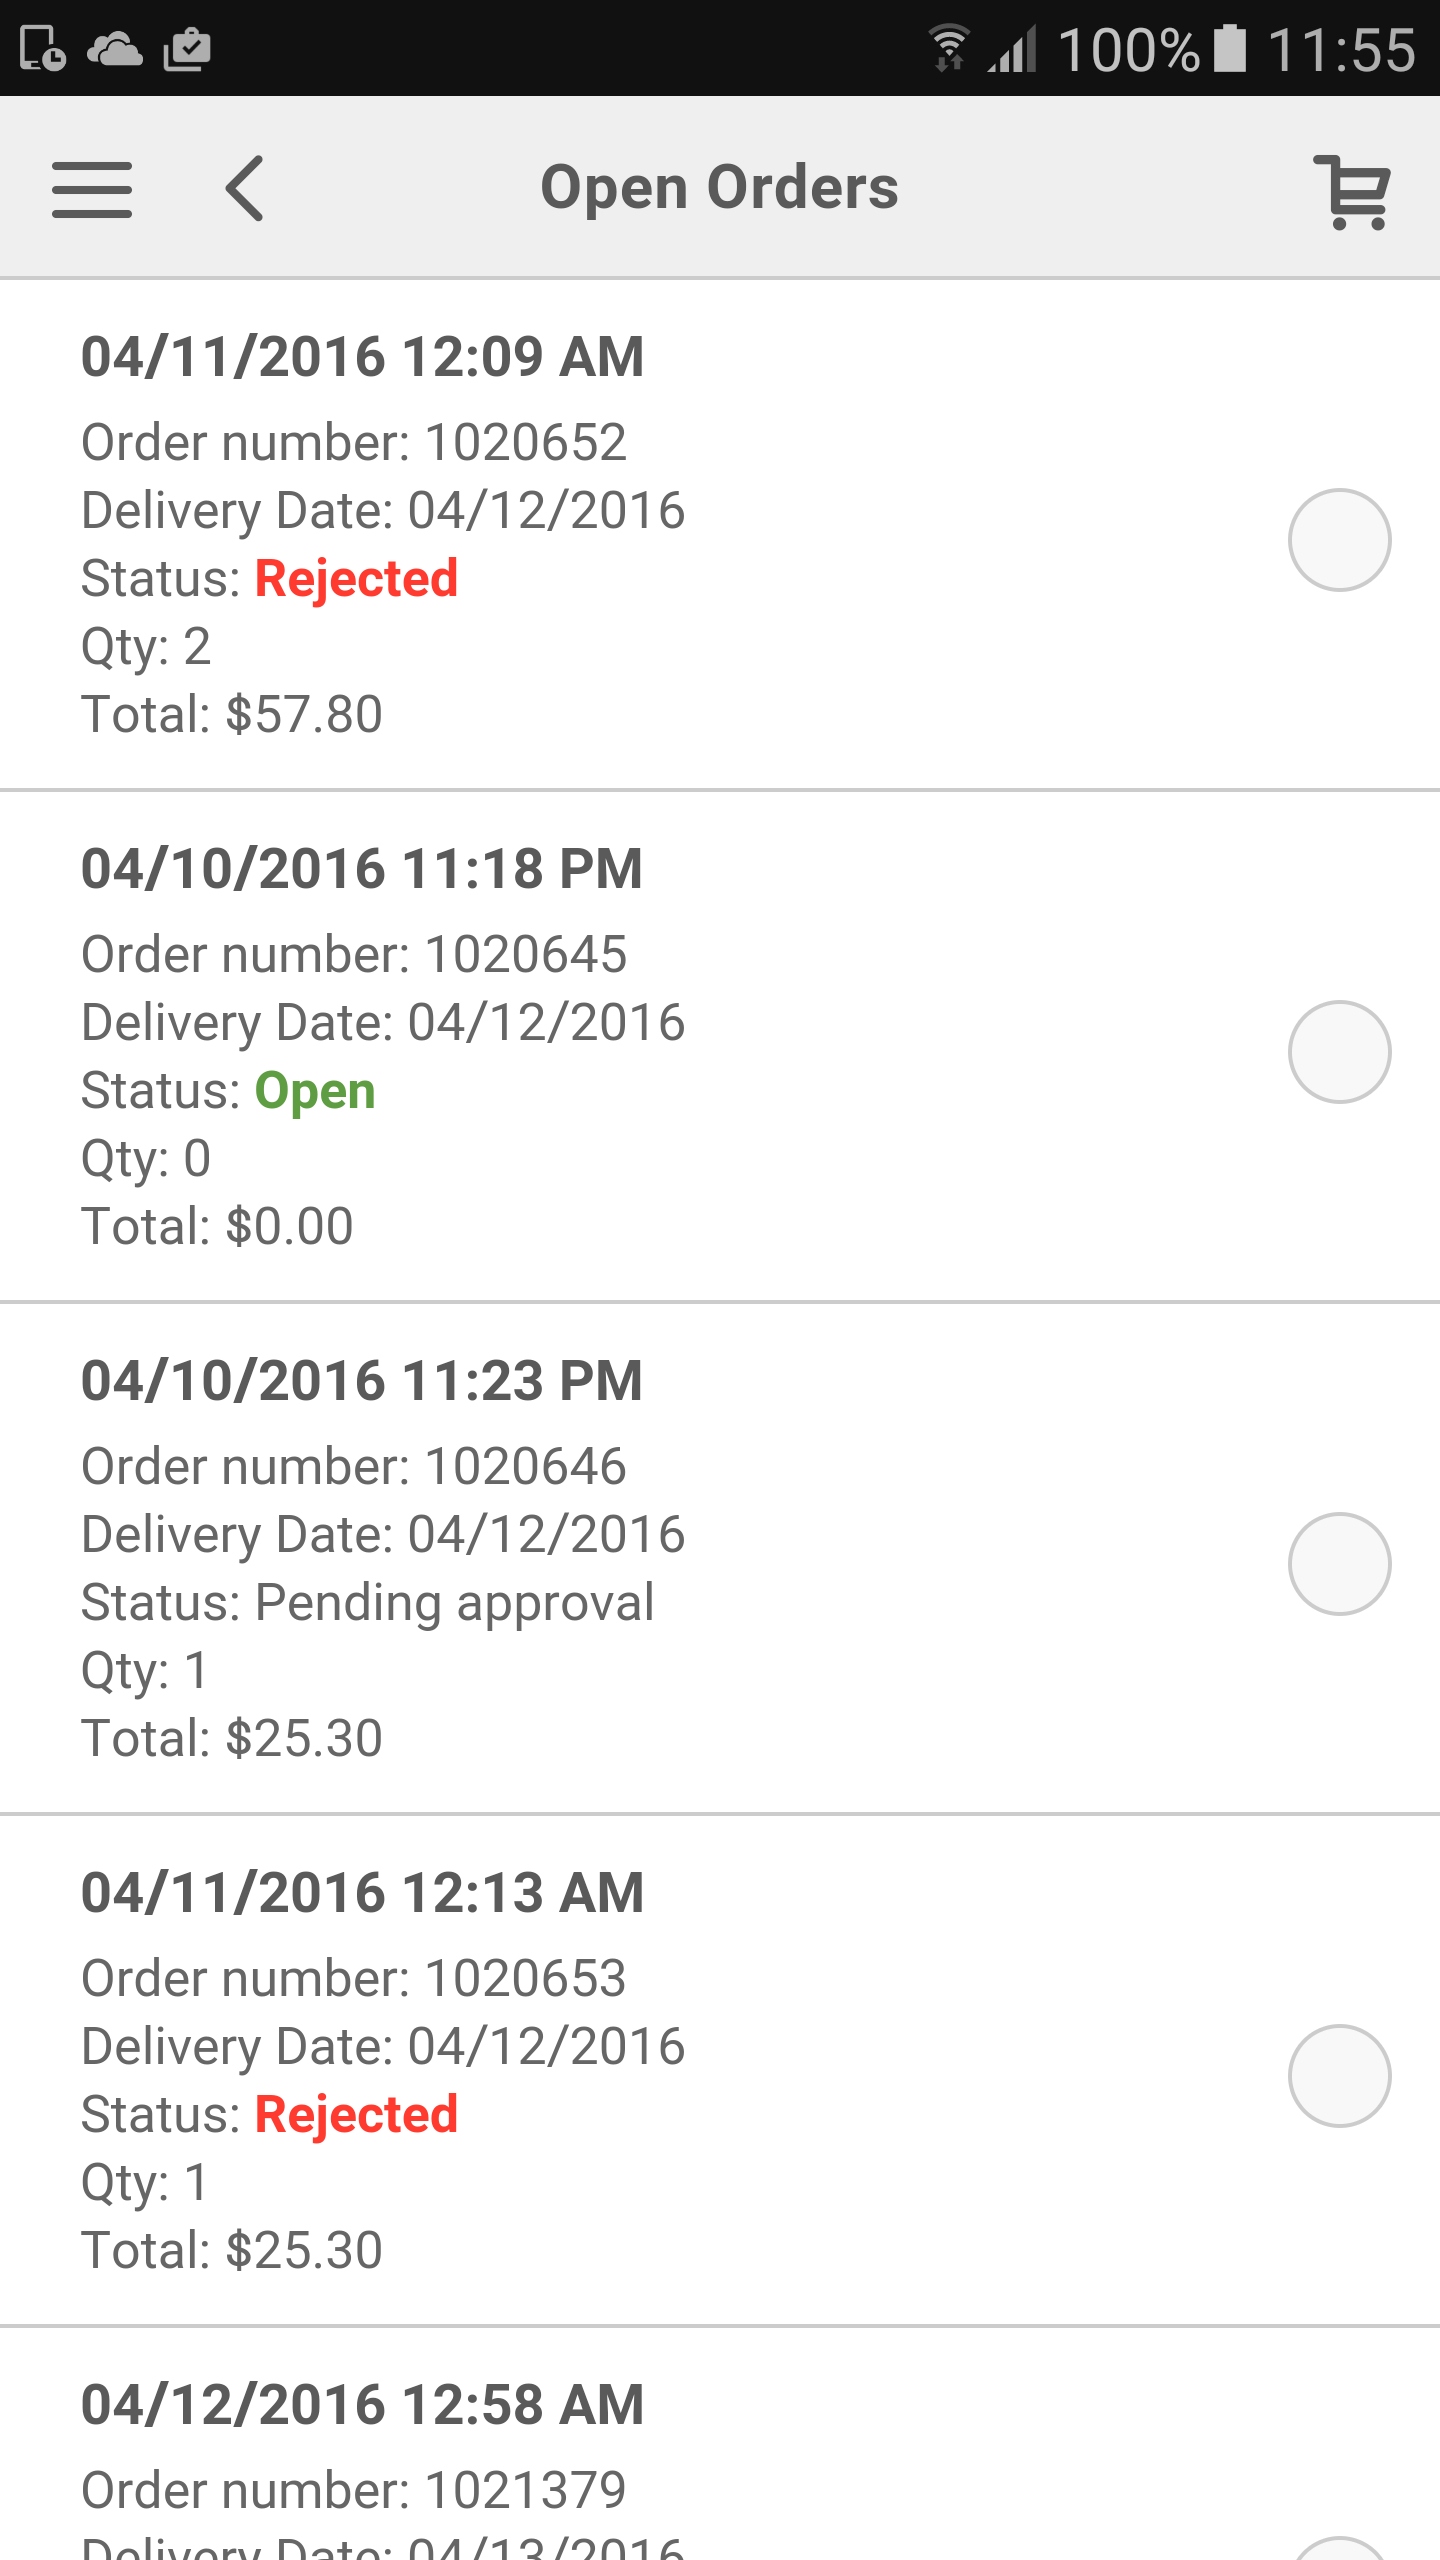 100% 11:55
Open Orders
04/11/2016 12:09 AM
Order number: 1020652
Delivery Date: 04/12/2016
Status: Rejected
Qty: 2
Total: $57.80
04/10/2016 11:18 PM
Order number: 1020645
Delivery Date: 04/12/2016
Status: Open
Qty: 0
Total: $0.00
04/10/2016 11:23 PM
Order number: 1020646
Delivery Date: 04/12/2016
Status: Pending approval
Qty: 1
Total: $25.30
04/11/2016 12:13 AM
Order number: 1020653
Delivery Date: 04/12/2016
Status: Rejected
Qty: 1
Total: $25.30
04/12/2016 12:58 AM
Order number: 1021379
Delivery Date: 04/13/2016